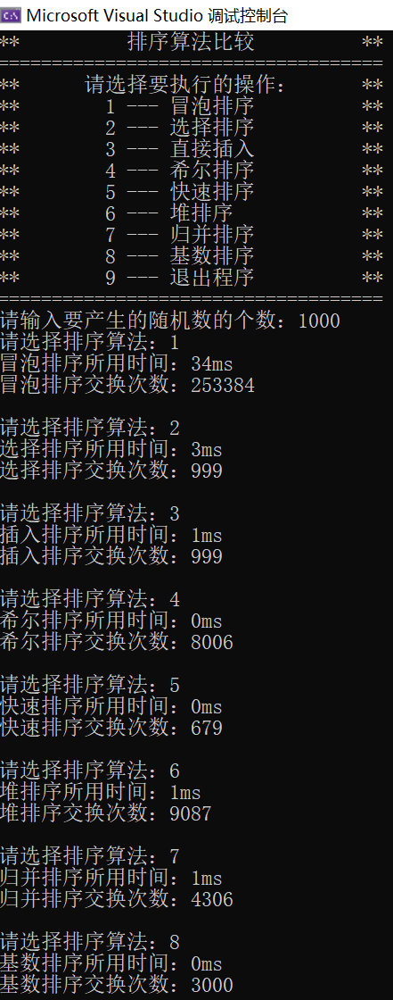 Microsoft Visual Studio 调试控制台
** 排序算法比较 **
====================================
** 请选择要执行的操作: **
** 1 --- 冒泡排序 **
** 2 --- 选择排序 **
** 3 --- 直接插入 **
** 4 --- 希尔排序 **
** 5 --- 快速排序 **
** 6 --- 堆排序 **
** 7 --- 归并排序 **
** 8 --- 基数排序 **
** 9 --- 退出程序 **
====================================
请输入要产生的随机数的个数: 1000
请选择排序算法: 1
冒泡排序所用时间: 34ms
冒泡排序交换次数: 253384
请选择排序算法: 2
选择排序所用时间: 3ms
选择排序交换次数: 999
请选择排序算法: 3
插入排序所用时间: 1ms
插入排序交换次数: 999
请选择排序算法: 4
希尔排序所用时间: 0ms
希尔排序交换次数: 8006
请选择排序算法: 5
快速排序所用时间: 0ms
快速排序交换次数: 679
请选择排序算法: 6
堆排序所用时间: 1ms
堆排序交换次数: 9087
请选择排序算法: 7
归并排序所用时间: 1ms
归并排序交换次数: 4306
请选择排序算法: 8
基数排序所用时间: 0ms
基数排序交换次数: 3000